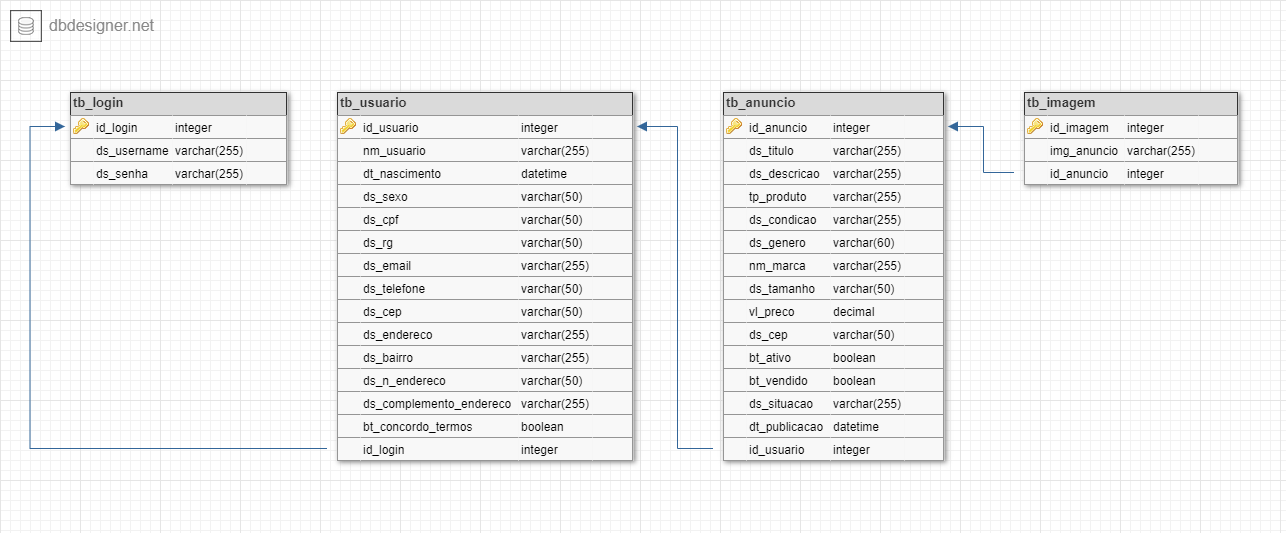 dbdesigner.net
tb_login
id_login integer
ds_username varchar(255)
ds_senha varchar(255)
tb_usuario
id_usuario integer
nm_usuario varchar(255)
dt_nascimento datetime
ds_sexo varchar(50)
ds_cpf varchar(50)
ds_rg varchar(50)
ds_email varchar(255)
ds_telefone varchar(50)
ds_cep varchar(50)
ds_endereco varchar(255)
ds_bairro varchar(255)
ds_n_endereco varchar(50)
ds_complemento_endereco varchar(255)
bt_concordo_termos boolean
id_login integer
tb_anuncio
id_anuncio integer
ds_titulo varchar(255)
ds_descricao varchar(255)
tp_produto varchar(255)
ds_condicao varchar(255)
ds_genero varchar(60)
nm_marca varchar(255)
ds_tamanho varchar(50)
vl_preco decimal
ds_cep varchar(50)
bt_ativo boolean
bt_vendido boolean
ds_situacao varchar(255)
dt_publicacao datetime
id_usuario integer
tb_imagem
id_imagem integer
img_anuncio varchar(255)
id_anuncio integer